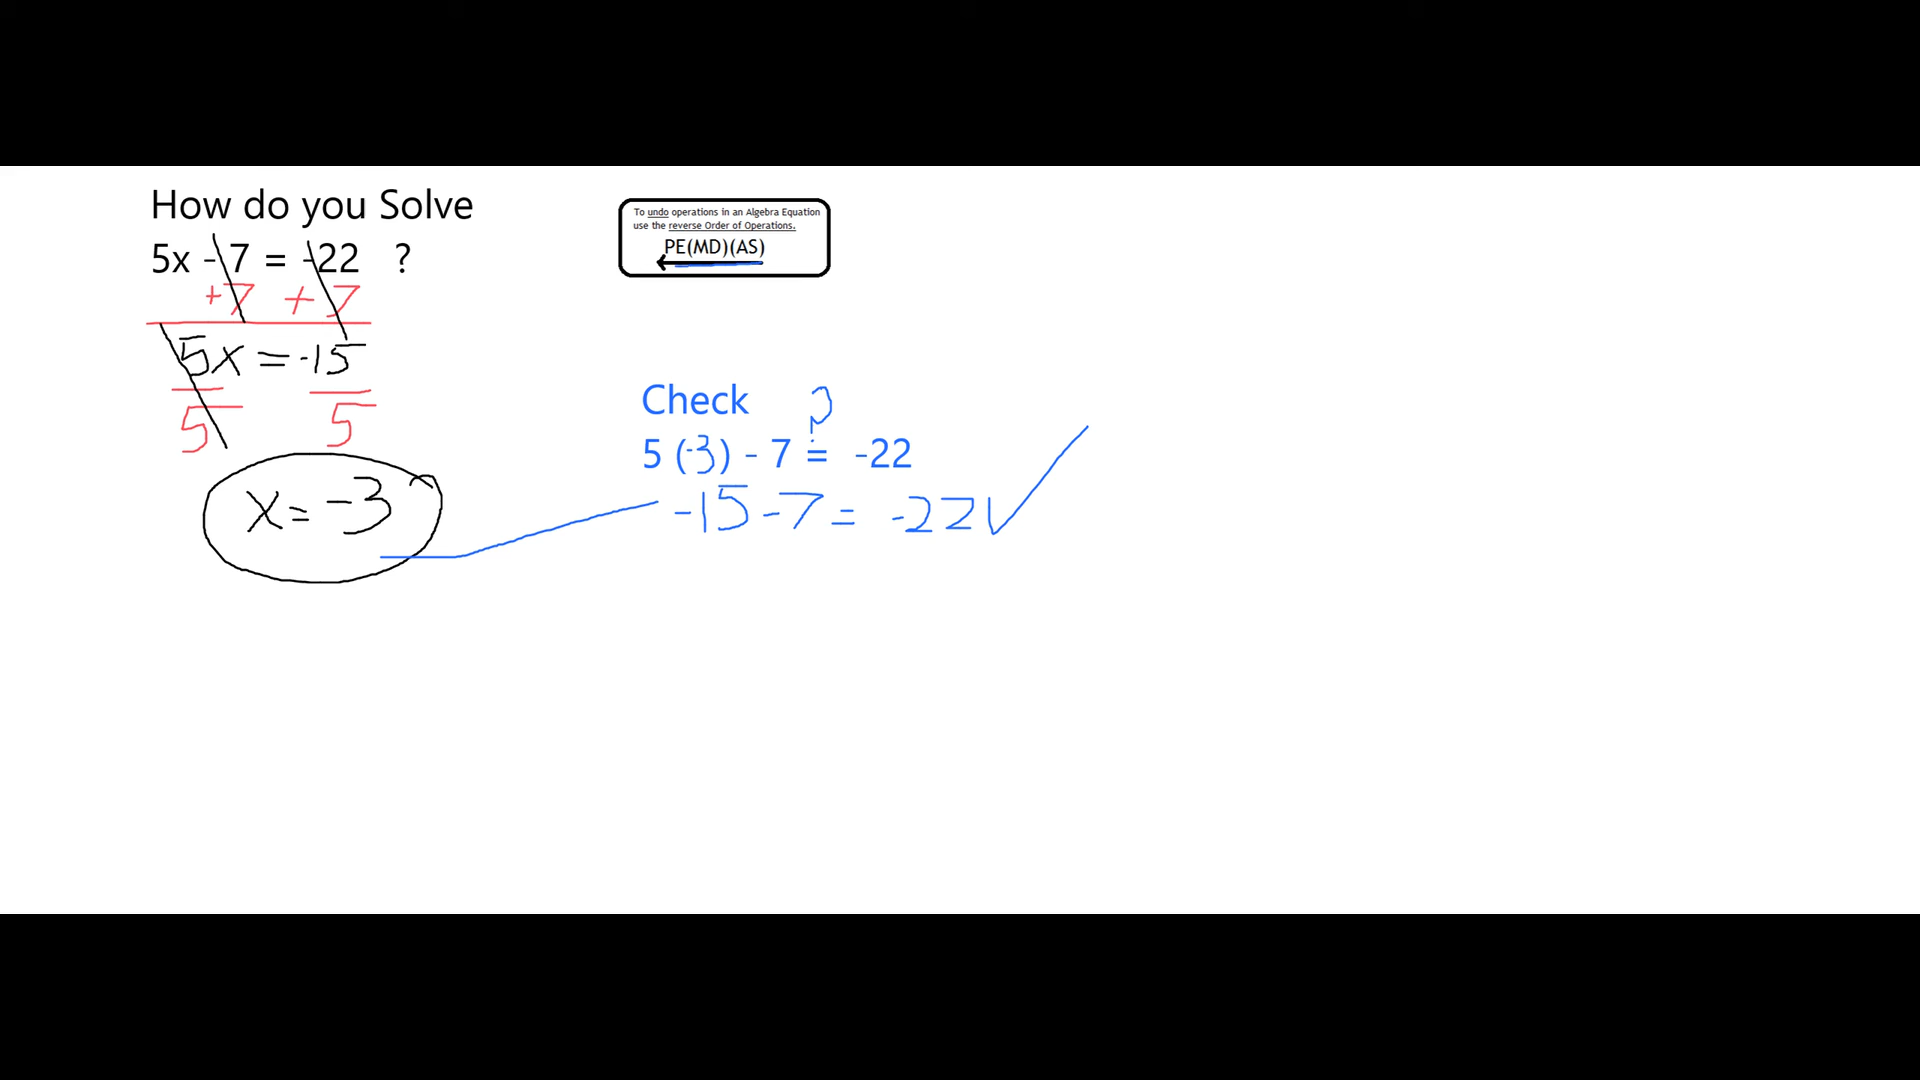 How do you Solve
5x - 7 = -22 ?
+7 +7
5x = -15
5 5
x = -3
To undo operations in an Algebra Equation
use the reverse Order of Operations.
PE(MD)(AS)
Check
?
5 (-3) - 7 = -22
-15 - 7 = -22 ✓